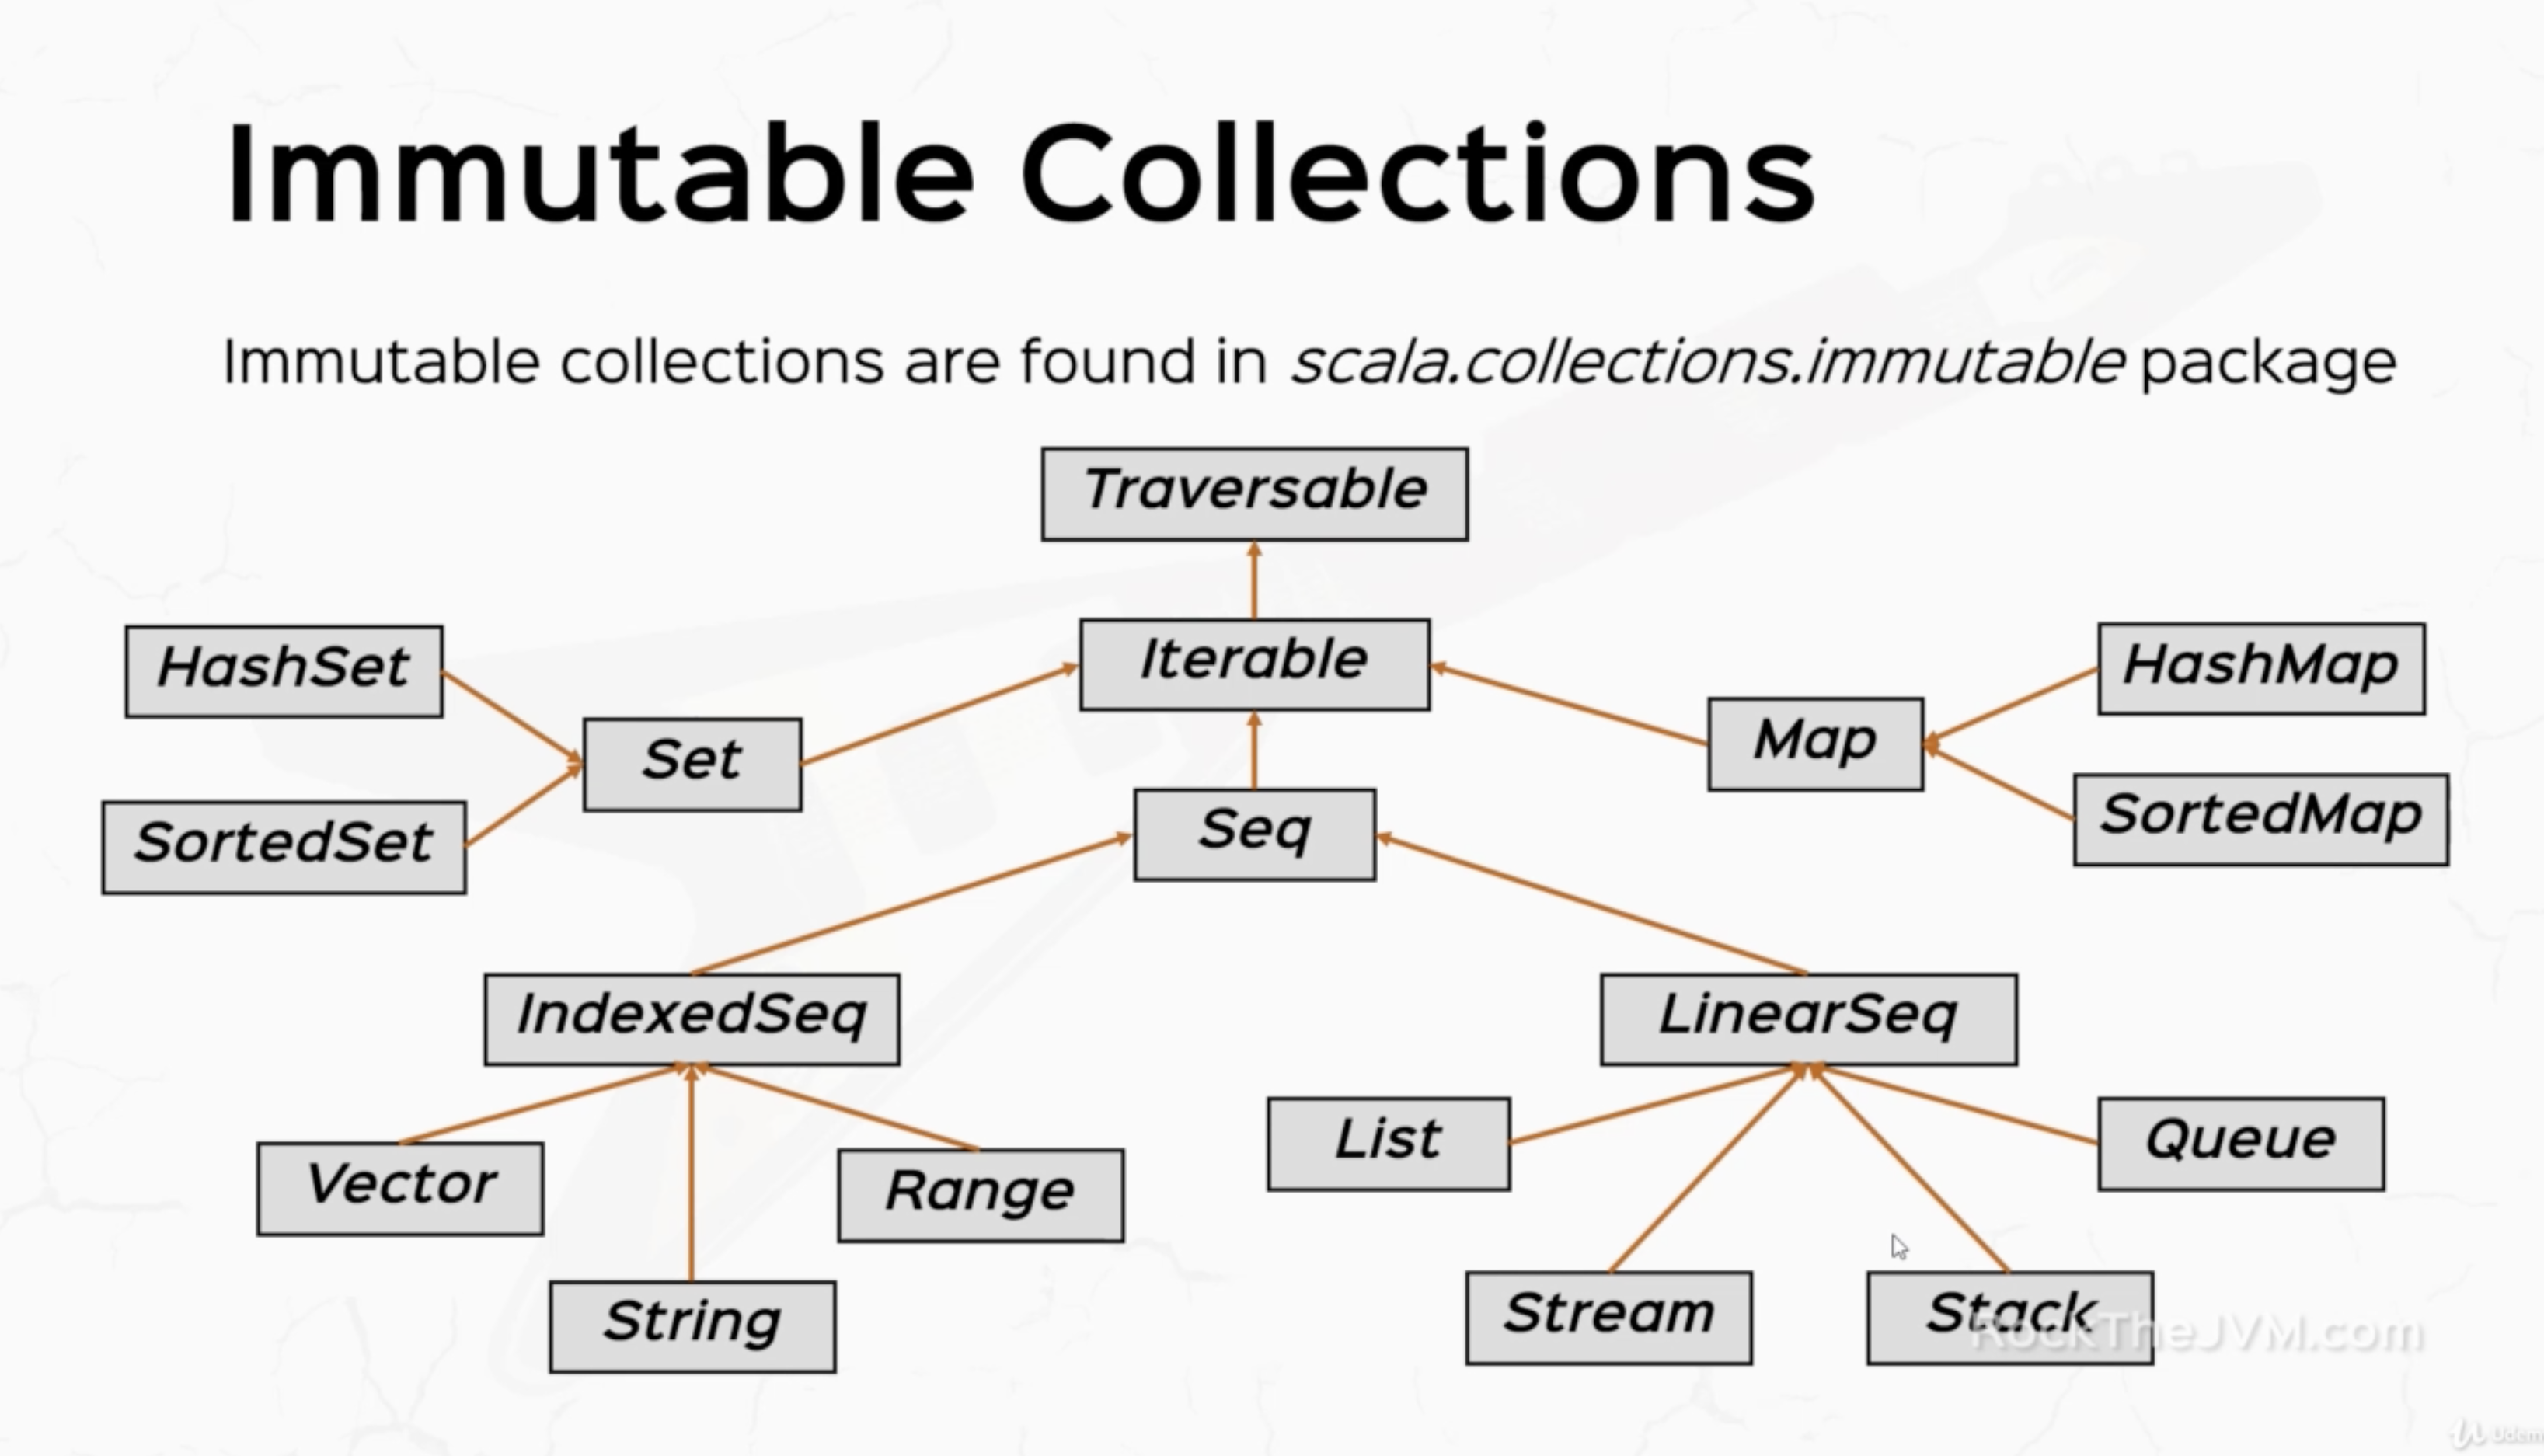 Immutable Collections
Immutable collections are found in scala.collections.immutable package
Traversable
HashSet
Iterable
HashMap
Set
Map
SortedSet
Seq
SortedMap
IndexedSeq
LinearSeq
List
Queue
Vector
Range
String
Stream
Stack
RockTheJVM.com